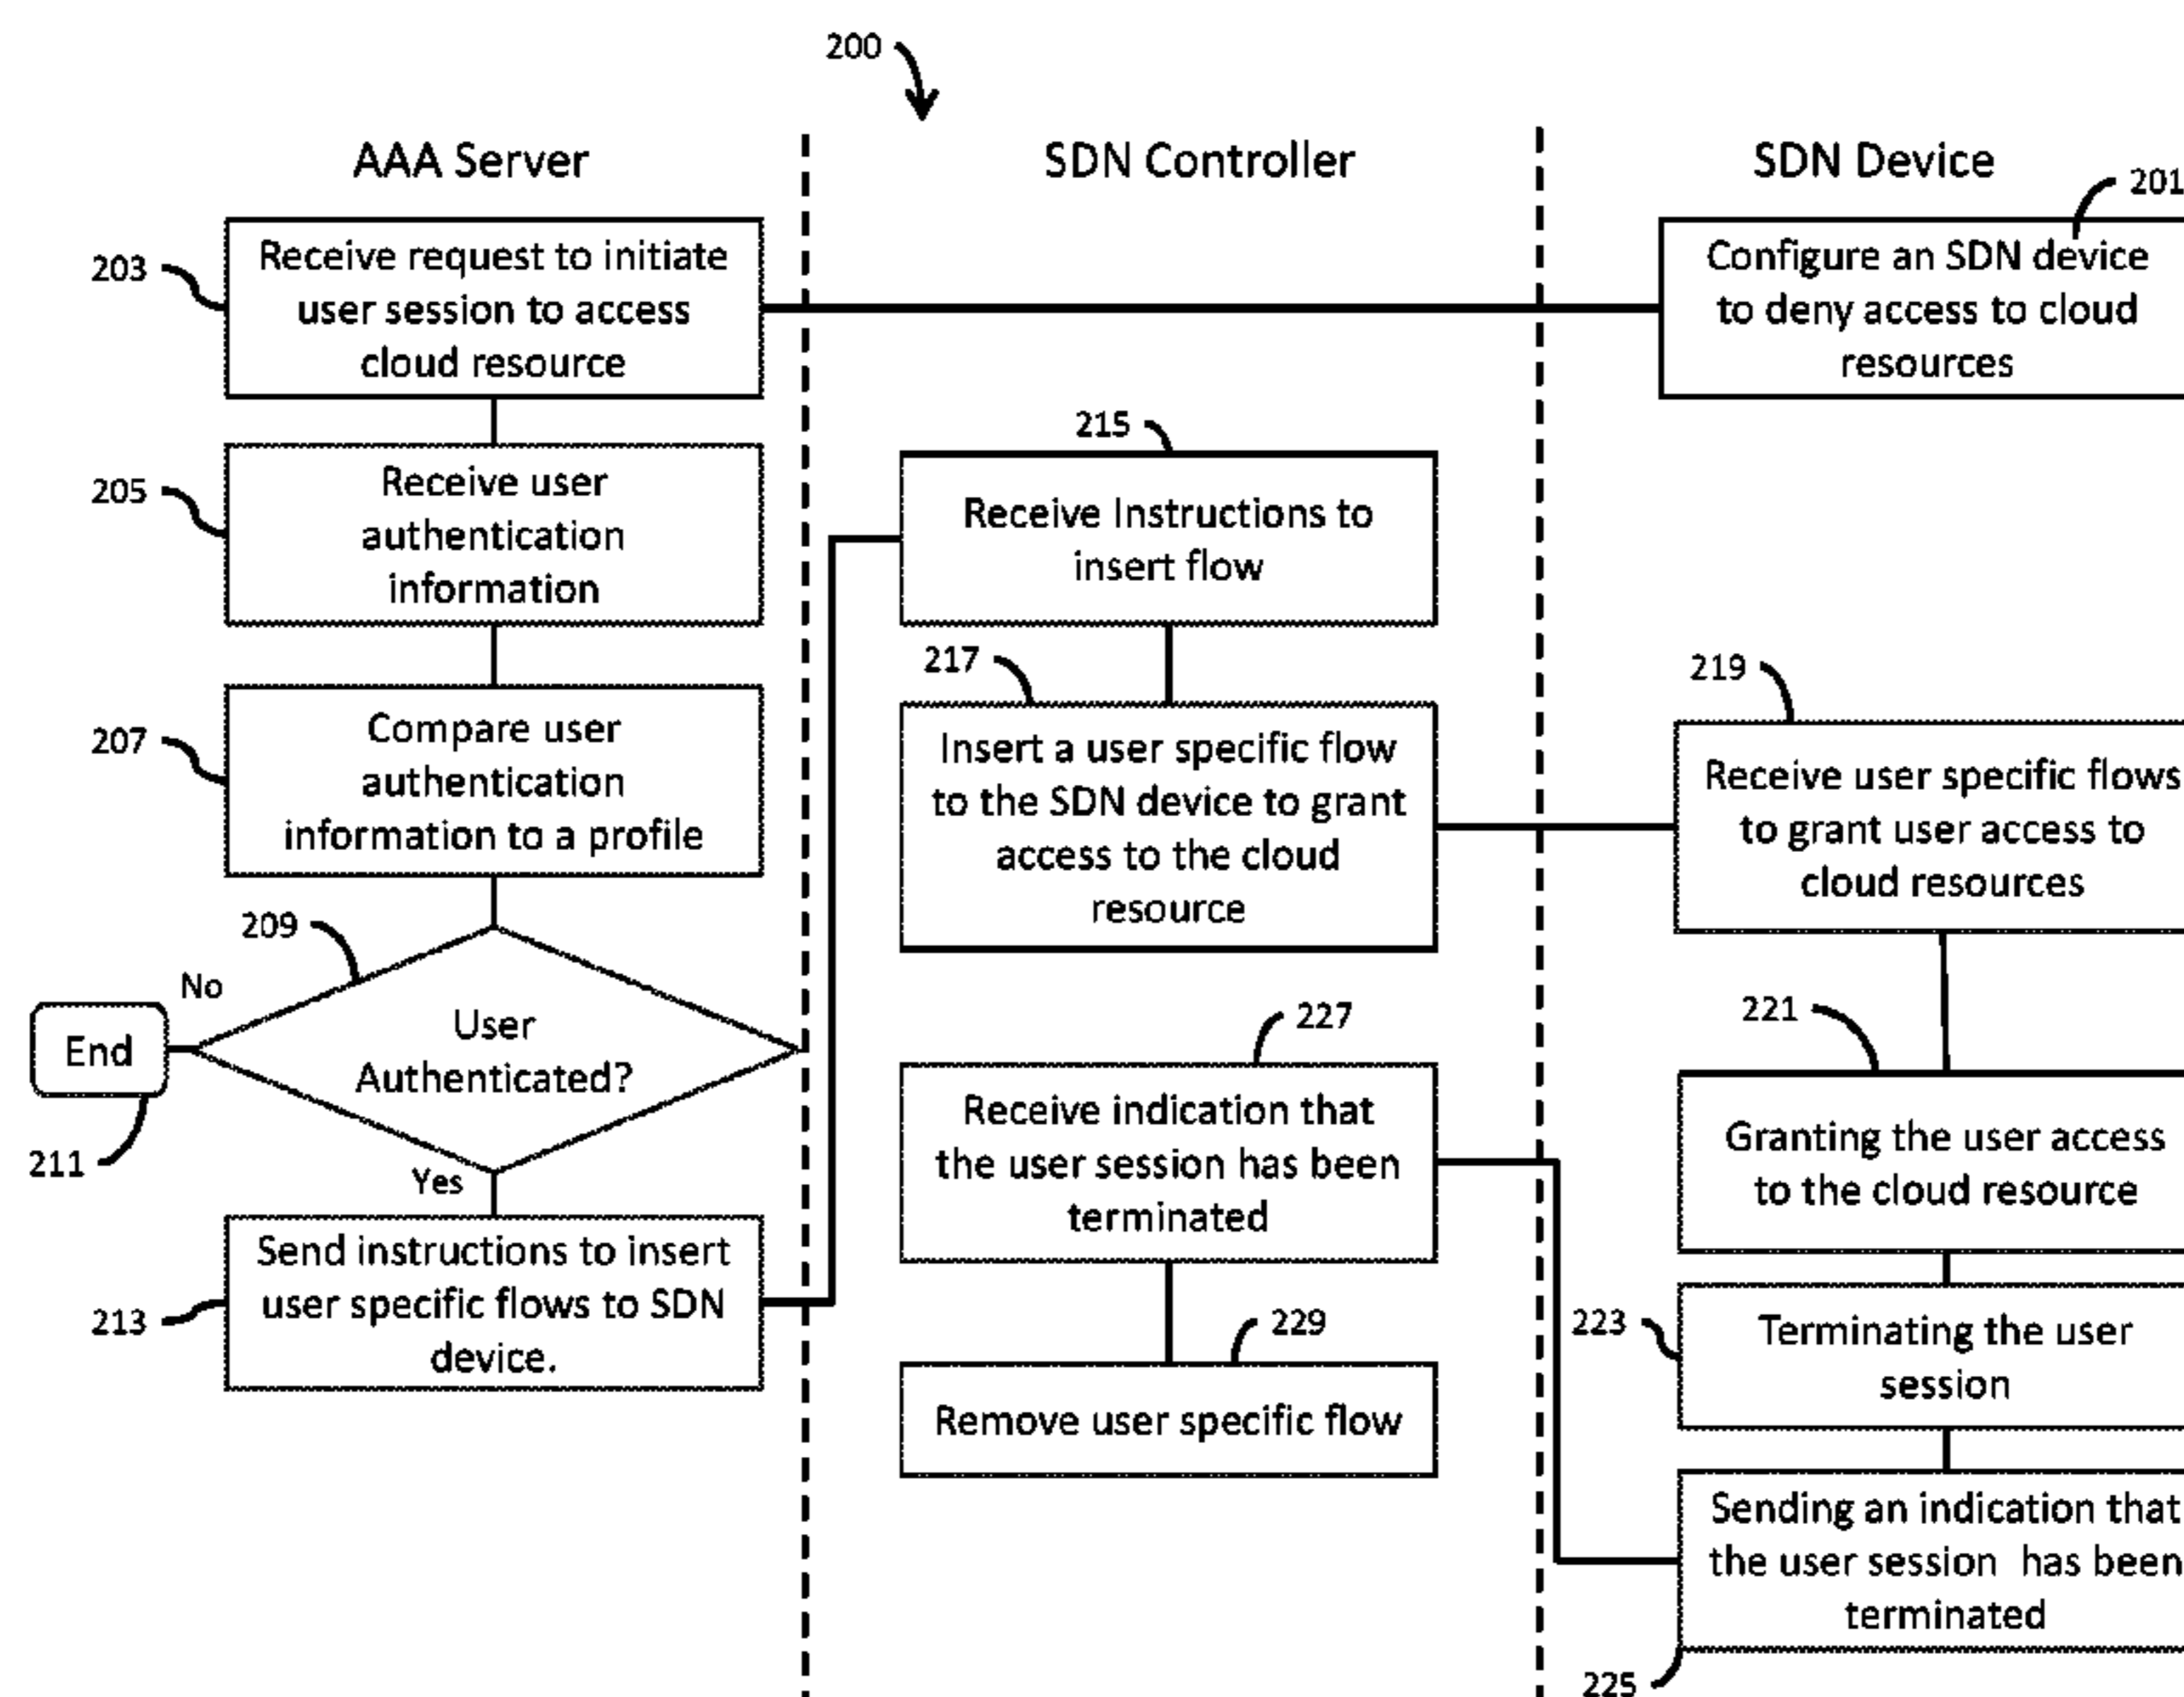 200
AAA Server
SDN Controller
SDN Device
201
203
Receive request to initiate
user session to access
cloud resource
Configure an SDN device
to deny access to cloud
resources
205
Receive user
authentication
information
207
Compare user
authentication
information to a profile
209
No
User
Authenticated?
End
211
Yes
213
Send instructions to insert
user specific flows to SDN
device.
215
Receive Instructions to
insert flow
217
Insert a user specific flow
to the SDN device to grant
access to the cloud
resource
219
Receive user specific flows
to grant user access to
cloud resources
221
Granting the user access
to the cloud resource
223
Terminating the user
session
Sending an indication that
the user session has been
terminated
225
227
Receive indication that
the user session has been
terminated
229
Remove user specific flow